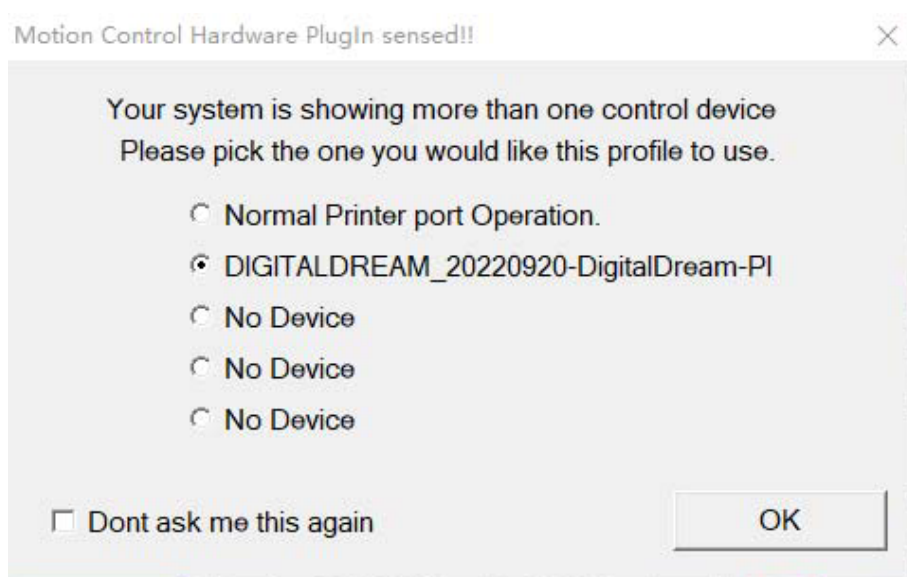 Motion Control Hardware PlugIn sensed!!
Your system is showing more than one control device
Please pick the one you would like this profile to use.
Normal Printer port Operation.
DIGITALDREAM_20220920-DigitalDream-Pl
No Device
No Device
No Device
Dont ask me this again
OK